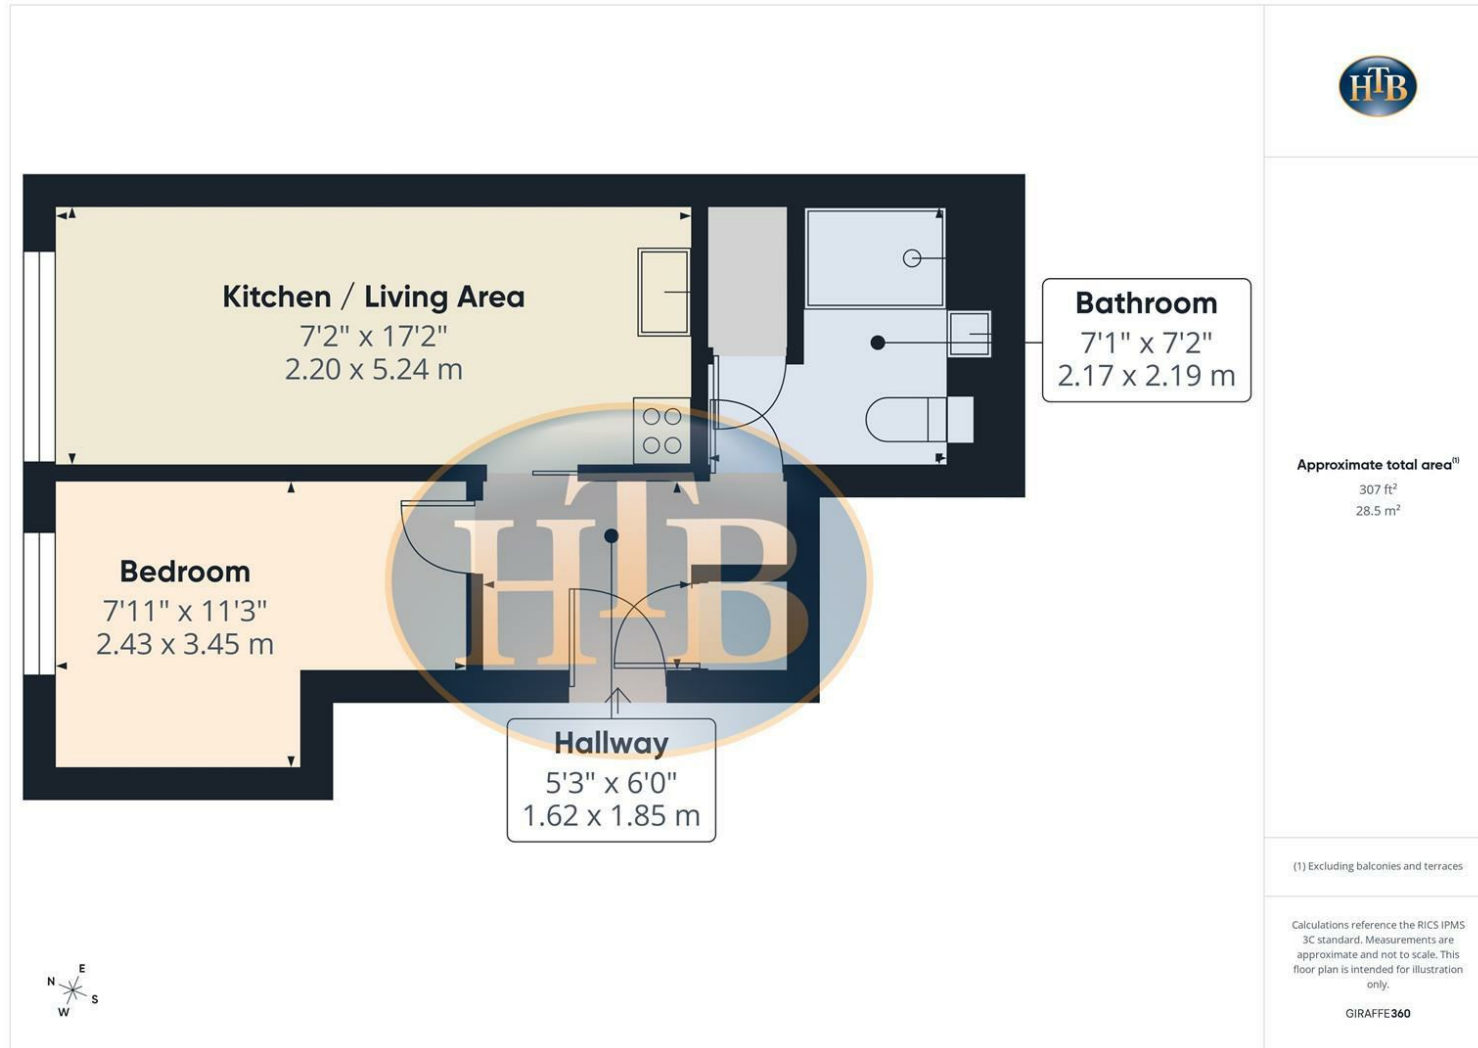 HTB
Kitchen / Living Area
7'2" x 17'2"
2.20 x 5.24 m
Bathroom
7'1" x 7'2"
2.17 x 2.19 m
Bedroom
7'11" x 11'3"
2.43 x 3.45 m
HTB
Hallway
5'3" x 6'0"
1.62 x 1.85 m
Approximate total area(1)
307 ft²
28.5 m²
(1) Excluding balconies and terraces
Calculations reference the RICS IPMS
3C standard. Measurements are
approximate and not to scale. This
floor plan is intended for illustration
only.
GIRAFFE360
E
N
S
W